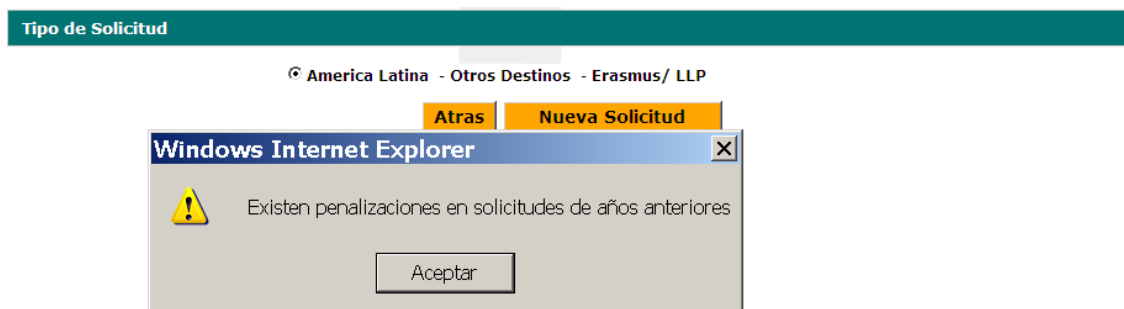 Tipo de Solicitud
America Latina - Otros Destinos - Erasmus/ LLP
Atras Nueva Solicitud
Windows Internet Explorer
Existen penalizaciones en solicitudes de años anteriores
Aceptar